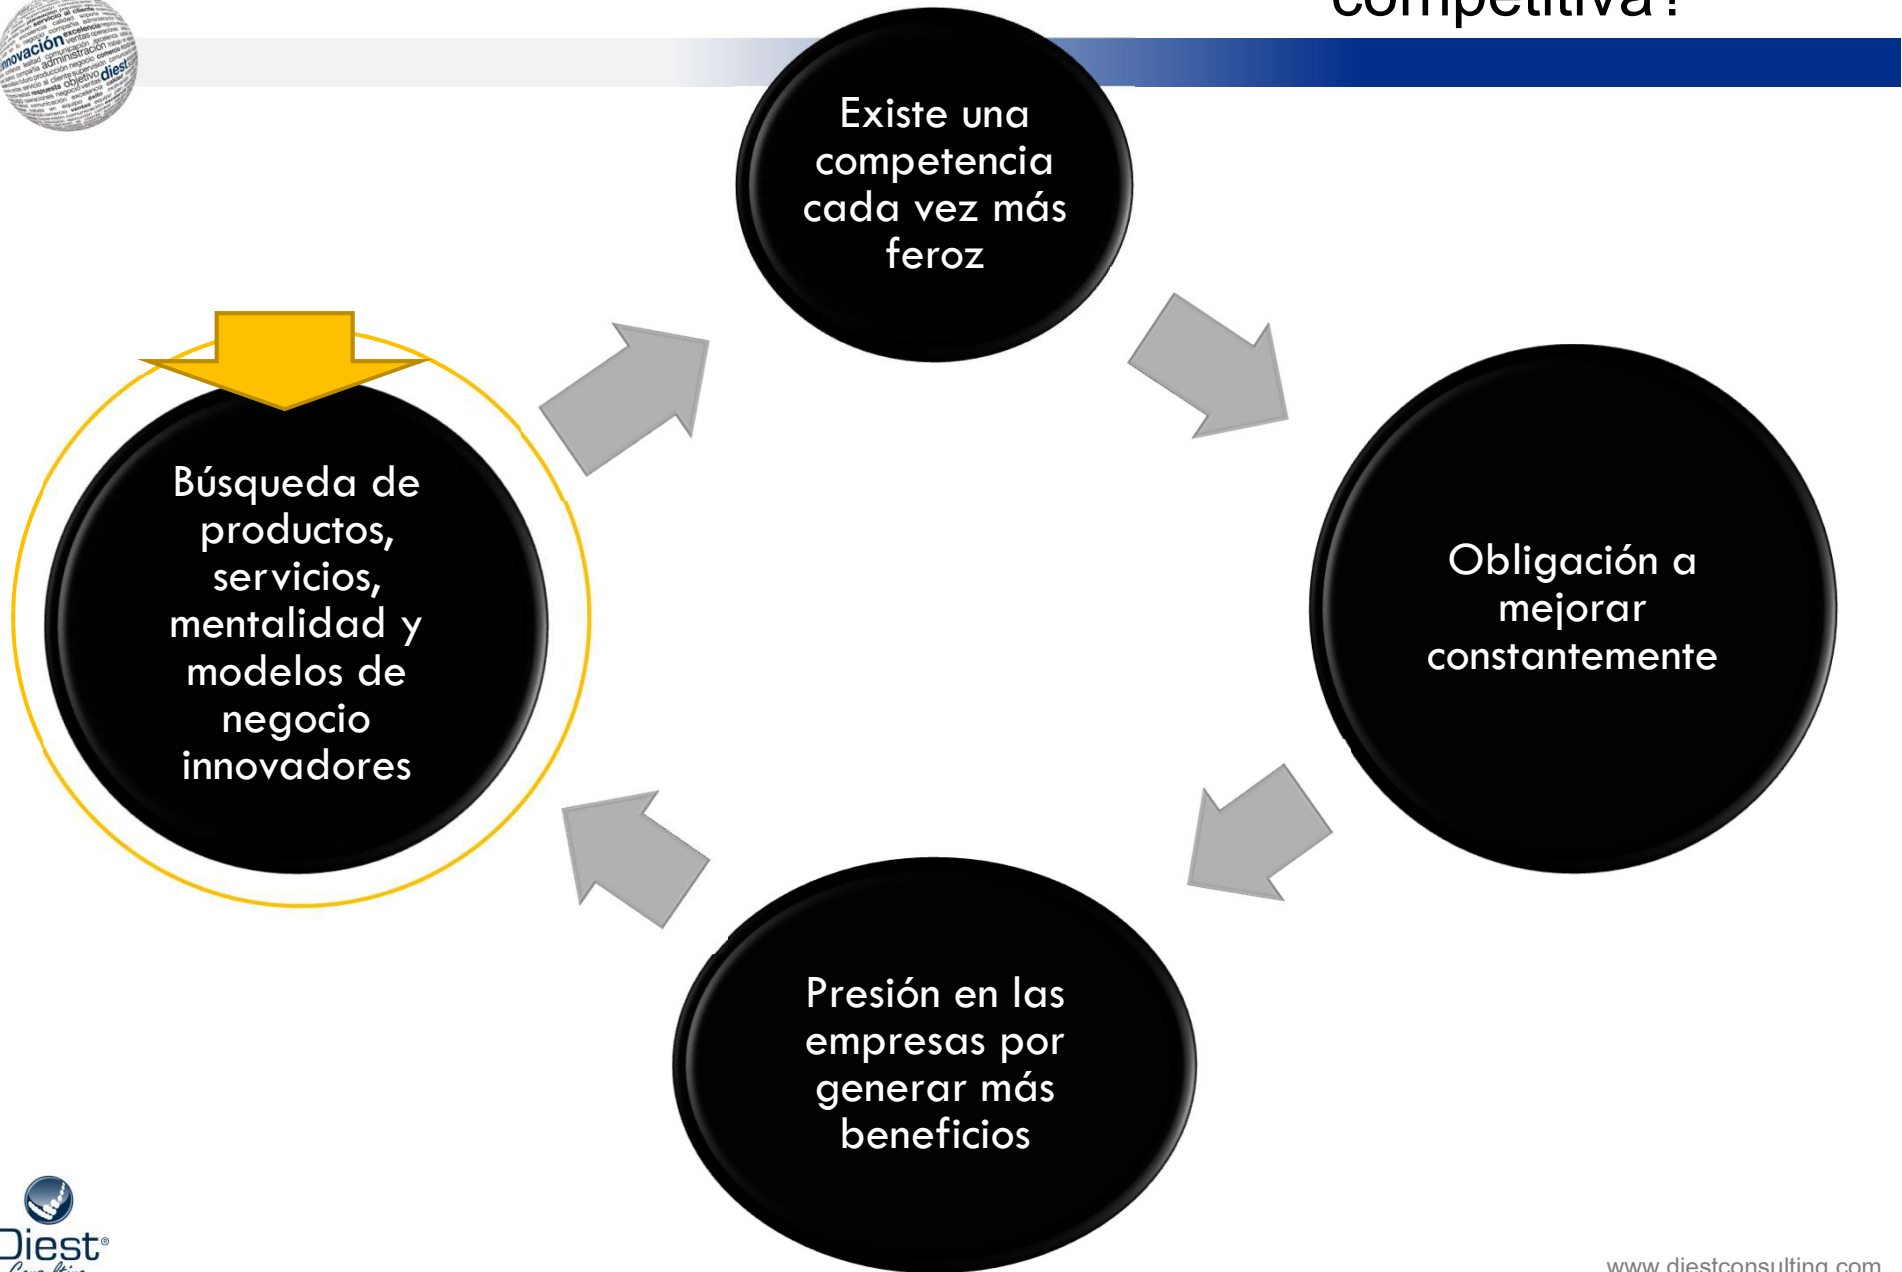 competitiva?
Existe una
competencia
cada vez más
feroz
Obligación a
mejorar
constantemente
Presión en las
empresas por
generar más
beneficios
Búsqueda de
productos,
servicios,
mentalidad y
modelos de
negocio
innovadores
Diest®
Consulting
www.diestconsulting.com